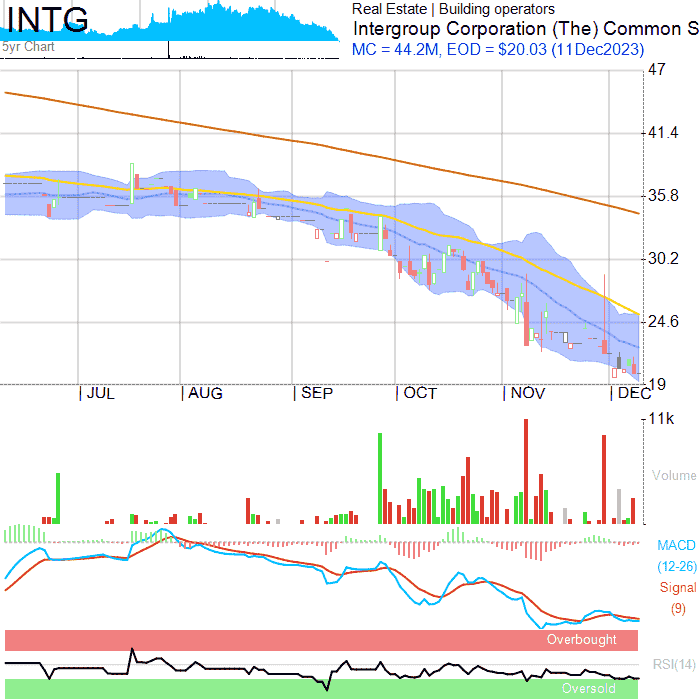 INTG
5yr Chart
Real Estate | Building operators
Intergroup Corporation (The) Common S
MC = 44.2M, EOD = $20.03 (11Dec2023)
47
41.4
35.8
30.2
24.6
19
JUL
AUG
SEP
OCT
NOV
DEC
11k
Volume
MACD
(12-26)
Signal
(9)
Overbought
RSI(14)
Oversold